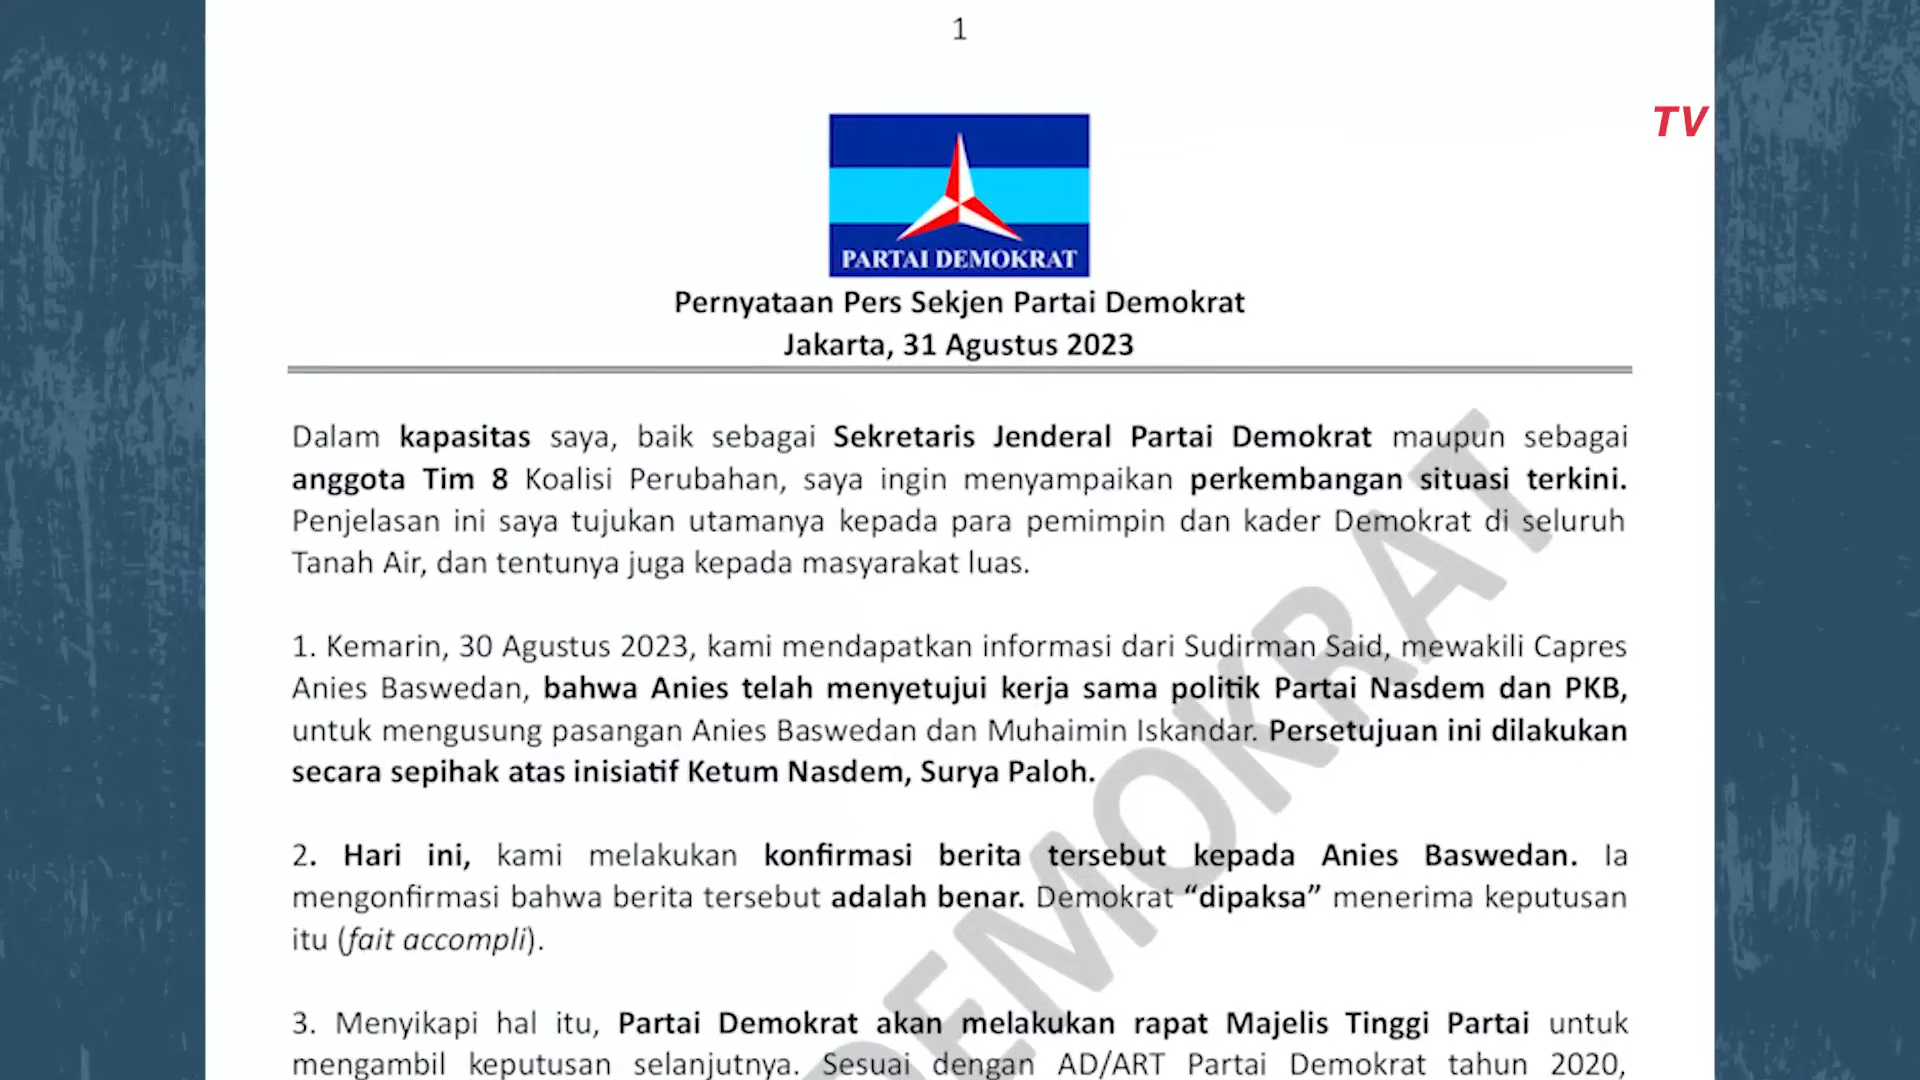 1
TV
PARTAI DEMOKRAT
Pernyataan Pers Sekjen Partai Demokrat
Jakarta, 31 Agustus 2023
Dalam kapasitas saya, baik sebagai Sekretaris Jenderal Partai Demokrat maupun sebagai
anggota Tim 8 Koalisi Perubahan, saya ingin menyampaikan perkembangan situasi terkini.
Penjelasan ini saya tujukan utamanya kepada para pemimpin dan kader Demokrat di seluruh
Tanah Air, dan tentunya juga kepada masyarakat luas.
1. Kemarin, 30 Agustus 2023, kami mendapatkan informasi dari Sudirman Said, mewakili Capres
Anies Baswedan, bahwa Anies telah menyetujui kerja sama politik Partai Nasdem dan PKB,
untuk mengusung pasangan Anies Baswedan dan Muhaimin Iskandar. Persetujuan ini dilakukan
secara sepihak atas inisiatif Ketum Nasdem, Surya Paloh.
2. Hari ini, kami melakukan konfirmasi berita tersebut kepada Anies Baswedan. Ia
mengonfirmasi bahwa berita tersebut adalah benar. Demokrat “dipaksa” menerima keputusan
itu (fait accompli).
3. Menyikapi hal itu, Partai Demokrat akan melakukan rapat Majelis Tinggi Partai untuk
mengambil keputusan selanjutnya. Sesuai dengan AD/ART Partai Demokrat tahun 2020,
DEMOKRAT